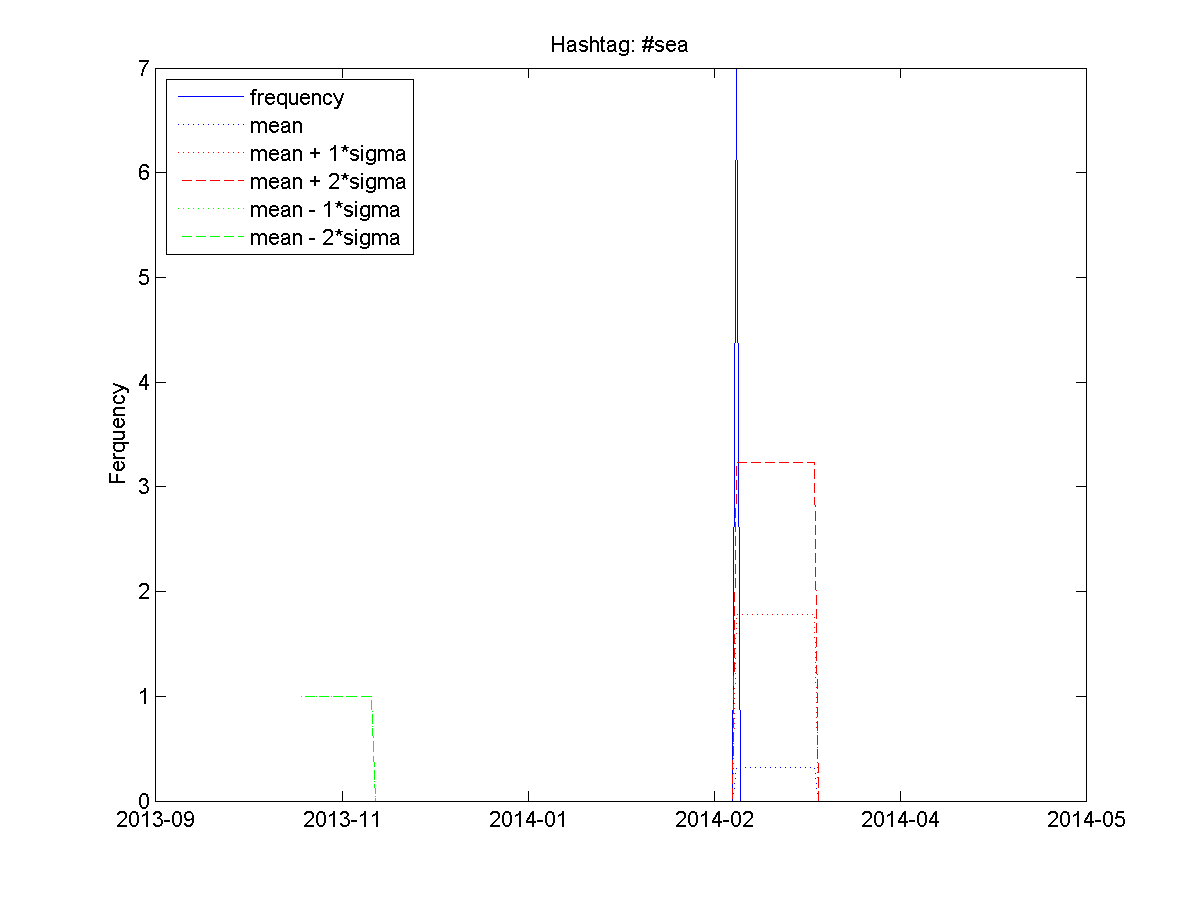 Hashtag: #sea
7
6
5
4
3
2
1
0
frequency
mean
mean + 1*sigma
mean + 2*sigma
mean - 1*sigma
mean - 2*sigma
Ferquency
2013-09 2013-11 2014-01 2014-02 2014-04 2014-05